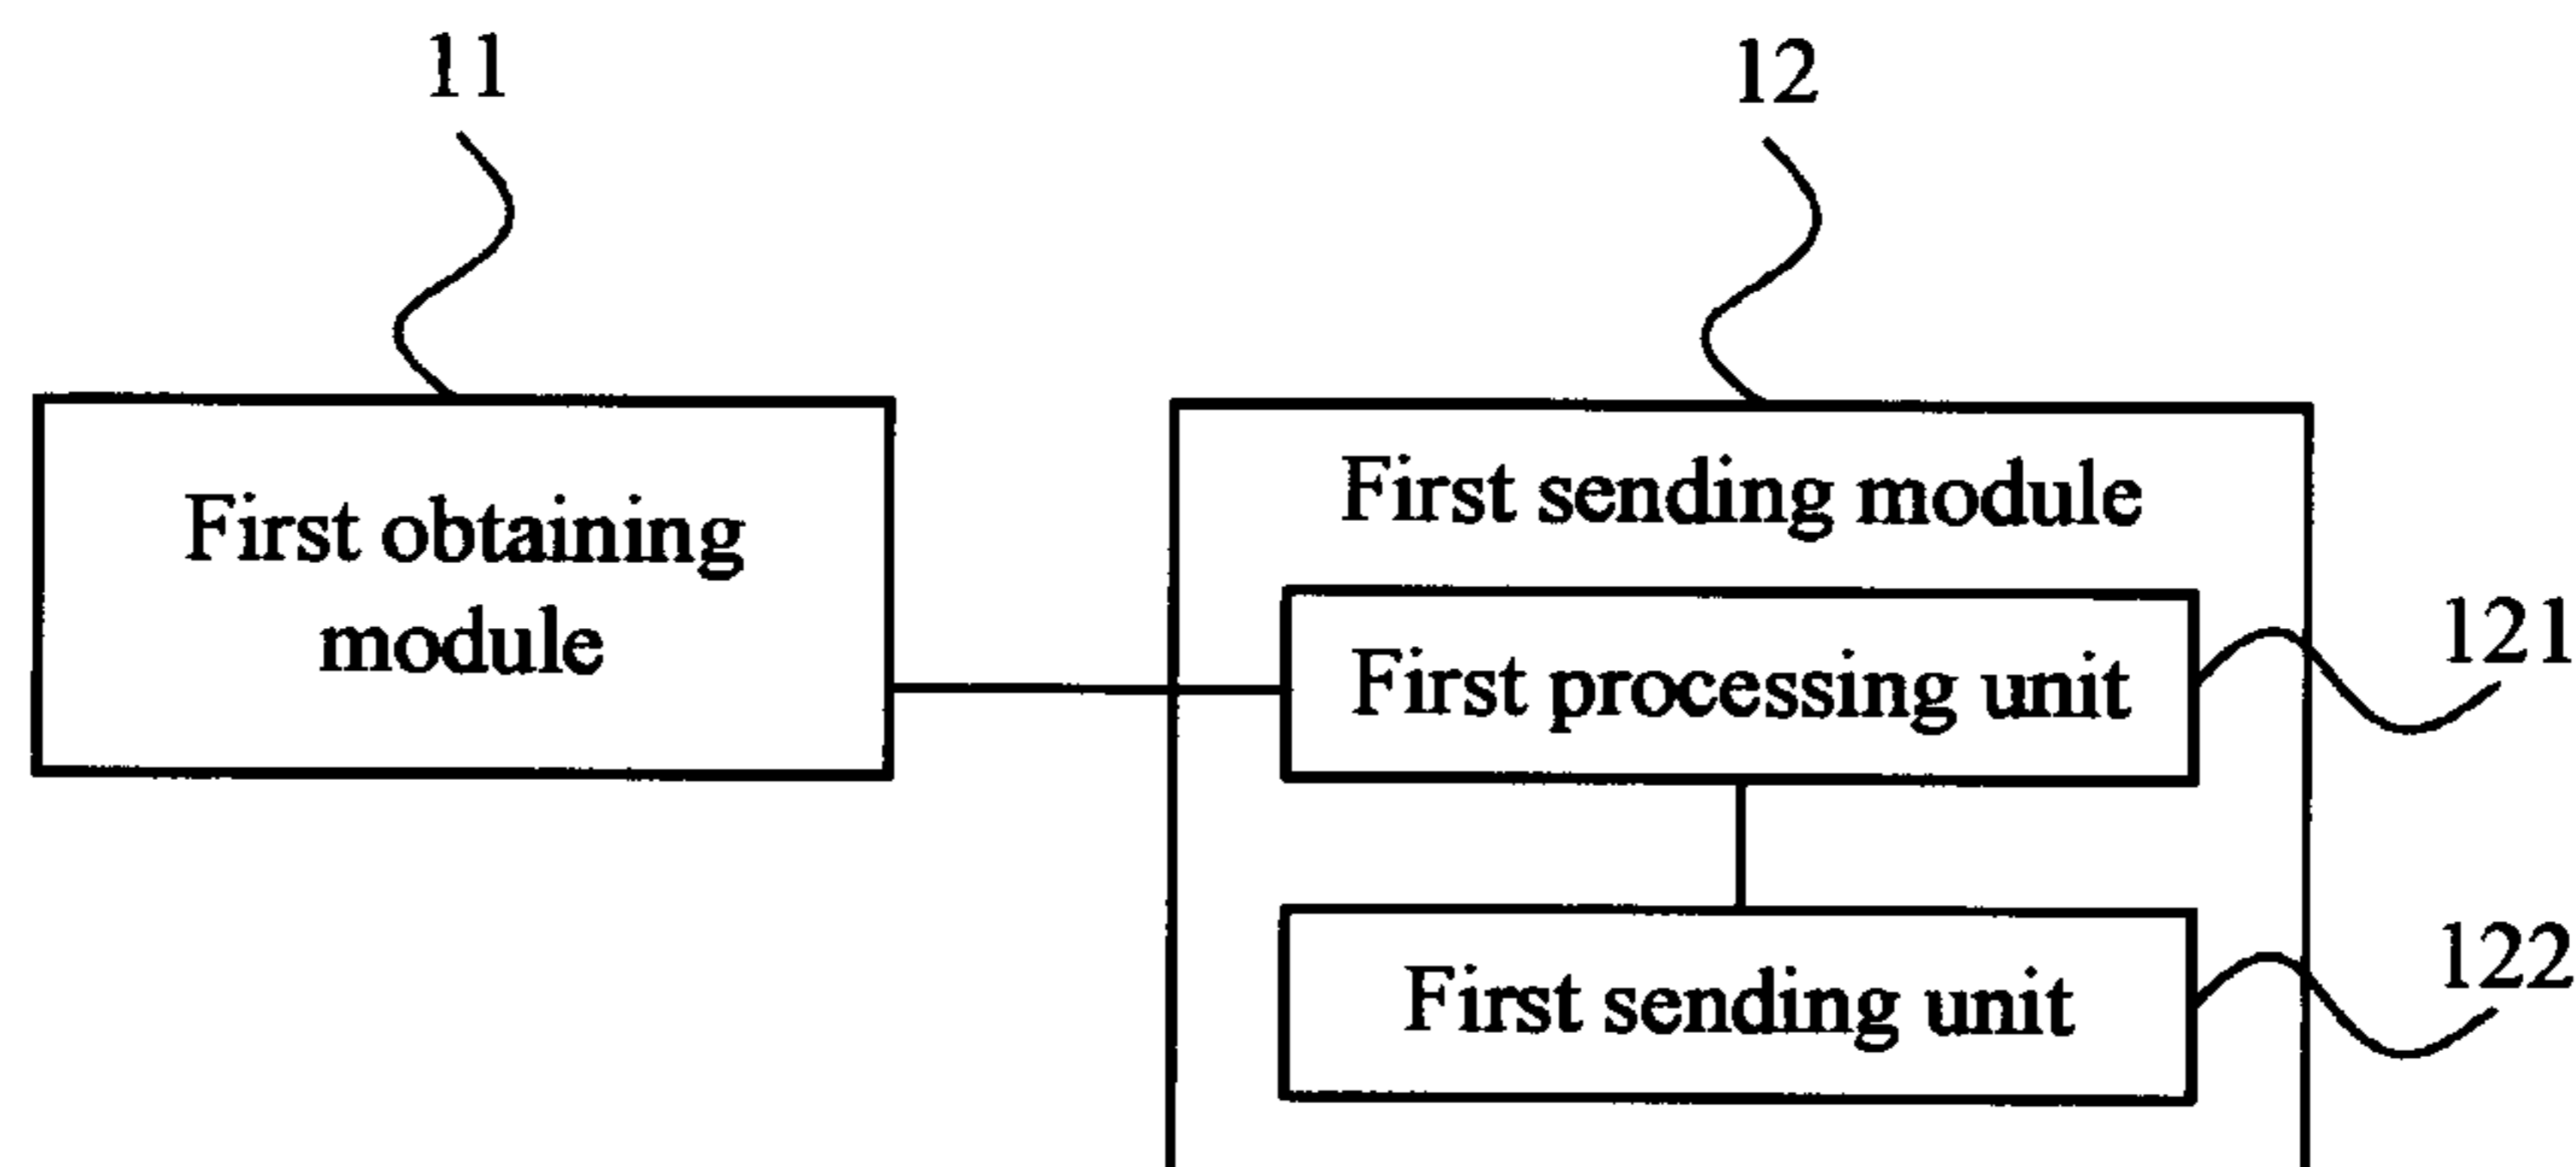 11
12
First obtaining
module
First sending module
First processing unit
121
First sending unit
122